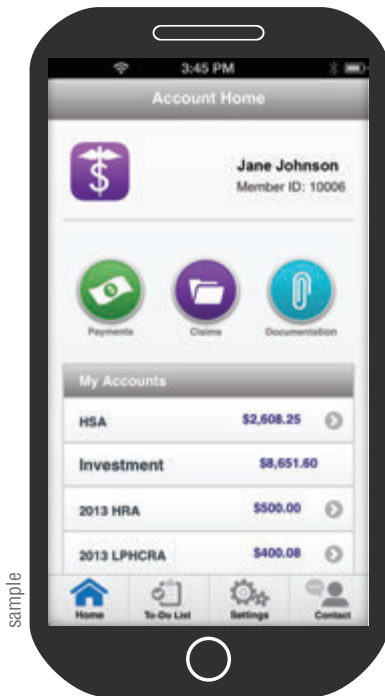 3:45 PM
Account Home
Jane Johnson
Member ID: 10006
Payments
Claims
Documentation
My Accounts
HSA $2,608.25
Investment $8,651.60
2013 HRA $500.00
2013 LPHCRA $400.08
Home To-Do List Settings Contact
sample